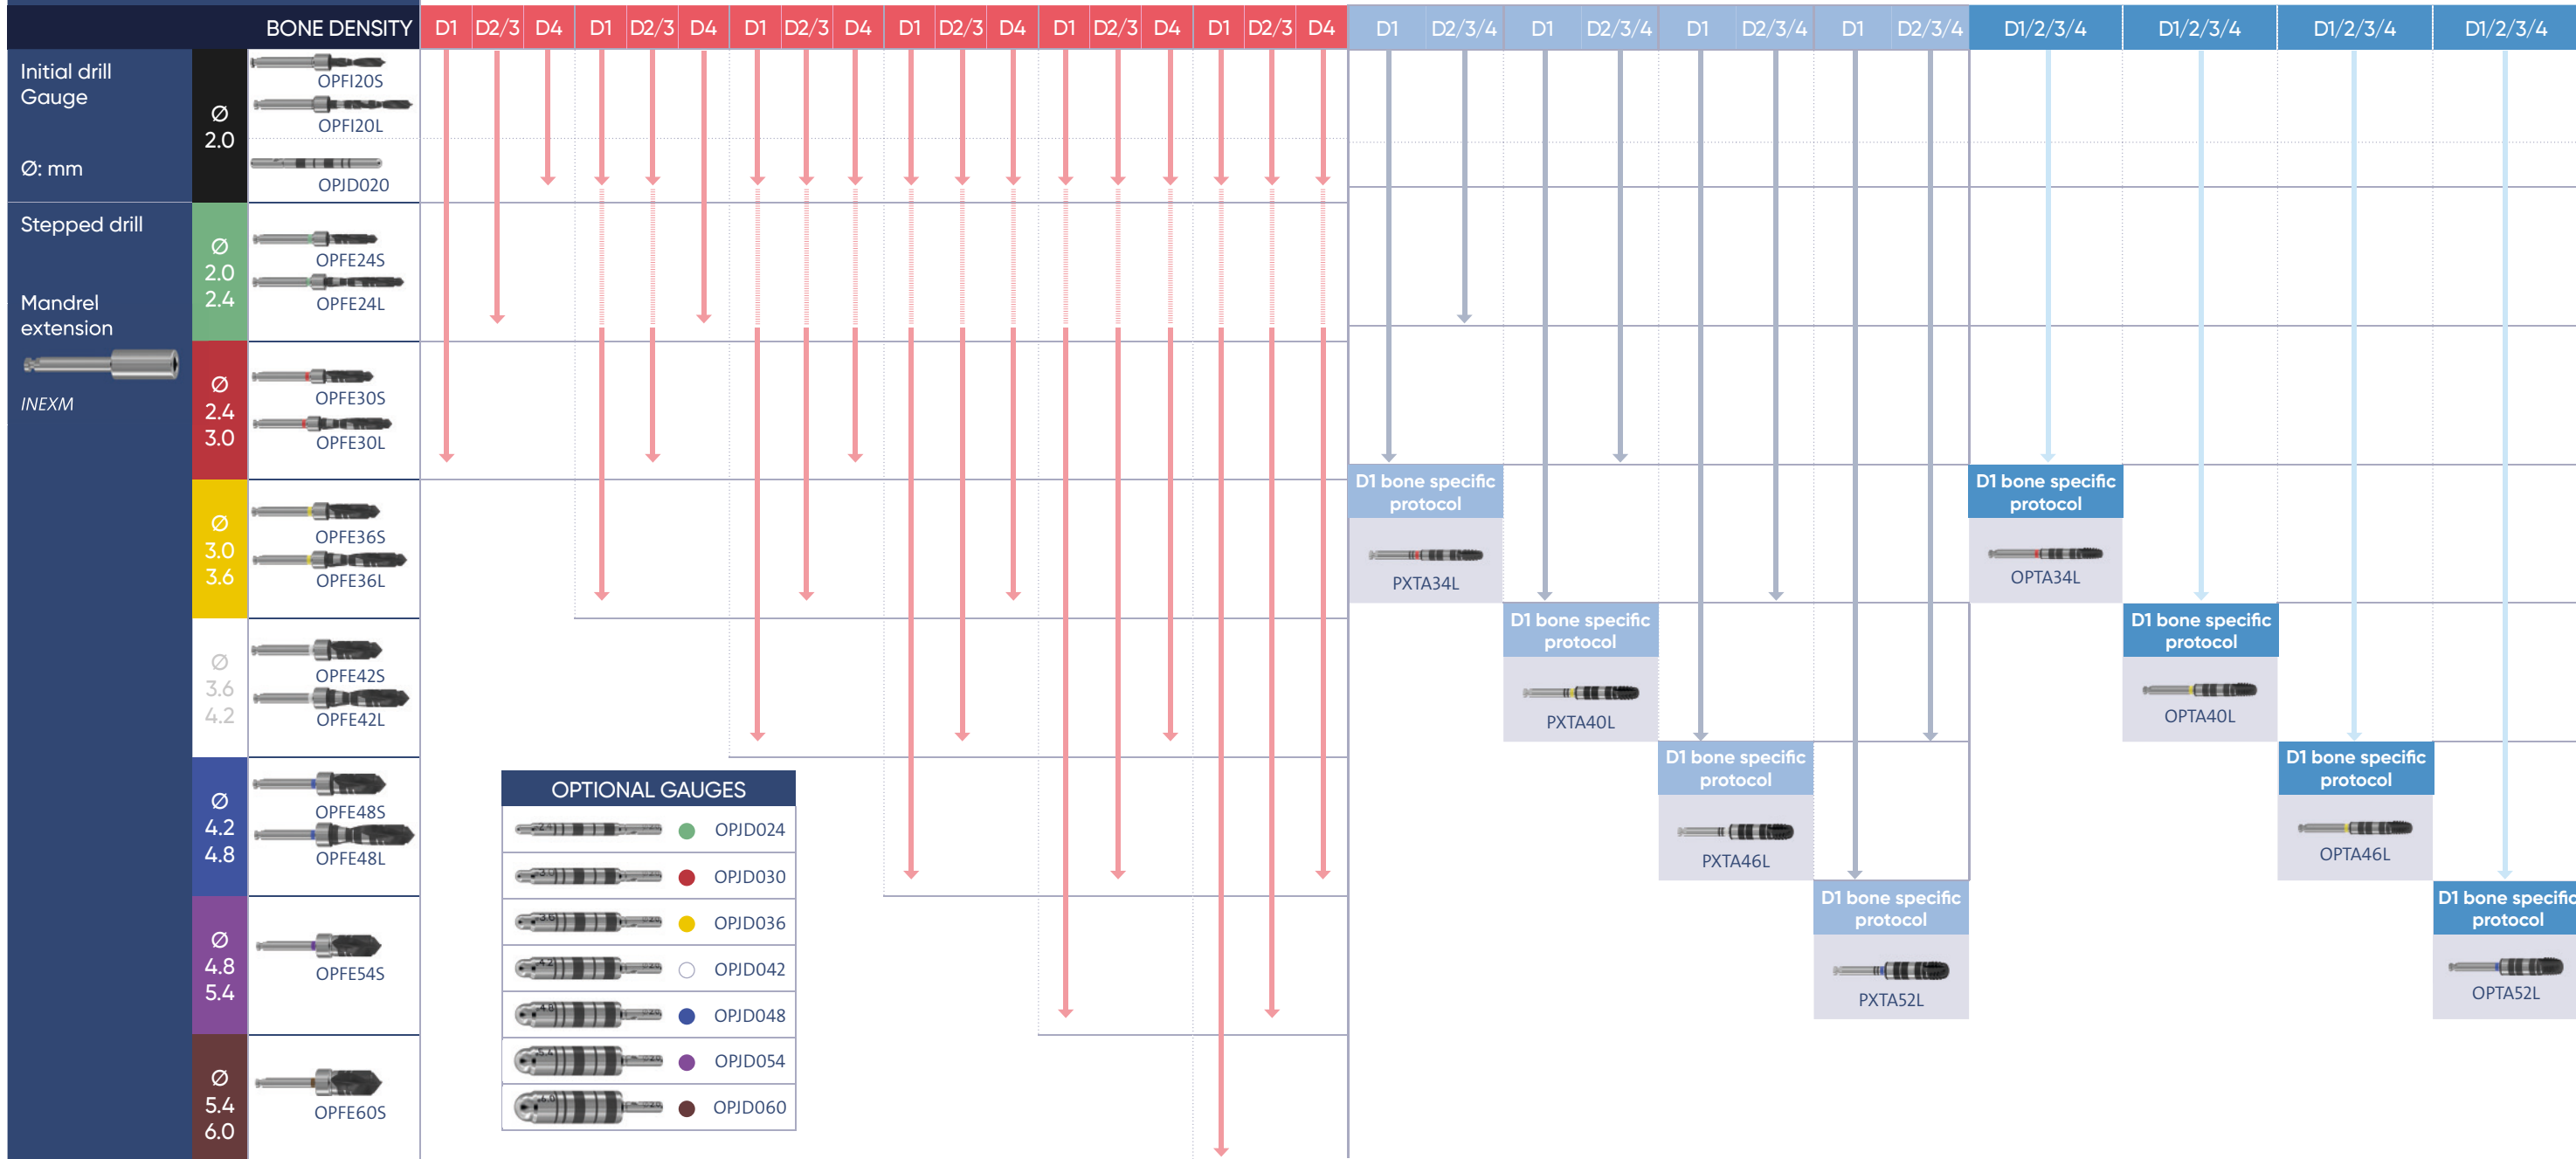 BONE DENSITY D1 D2/3 D4 D1 D2/3 D4 D1 D2/3 D4 D1 D2/3 D4 D1 D2/3 D4 D1 D2/3 D4 D1 D2/3/4 D1 D2/3/4 D1 D2/3/4 D1 D2/3/4 D1/2/3/4 D1/2/3/4 D1/2/3/4 D1/2/3/4
Initial drill
Gauge
Ø: mm
Ø
2.0
OPFI20S
OPFI20L
OPJD020
Stepped drill
Mandrel
extension
INEXM
Ø
2.0
2.4
OPFE24S
OPFE24L
Ø
2.4
3.0
OPFE30S
OPFE30L
Ø
3.0
3.6
OPFE36S
OPFE36L
D1 bone specific
protocol
PXTA34L
D1 bone specific
protocol
OPTA34L
Ø
3.6
4.2
OPFE42S
OPFE42L
D1 bone specific
protocol
PXTA40L
D1 bone specific
protocol
OPTA40L
Ø
4.2
4.8
OPFE48S
OPFE48L
D1 bone specific
protocol
PXTA46L
D1 bone specific
protocol
OPTA46L
Ø
4.8
5.4
OPFE54S
D1 bone specific
protocol
PXTA52L
D1 bone specific
protocol
OPTA52L
Ø
5.4
6.0
OPFE60S
OPTIONAL GAUGES
OPJD024
OPJD030
OPJD036
OPJD042
OPJD048
OPJD054
OPJD060